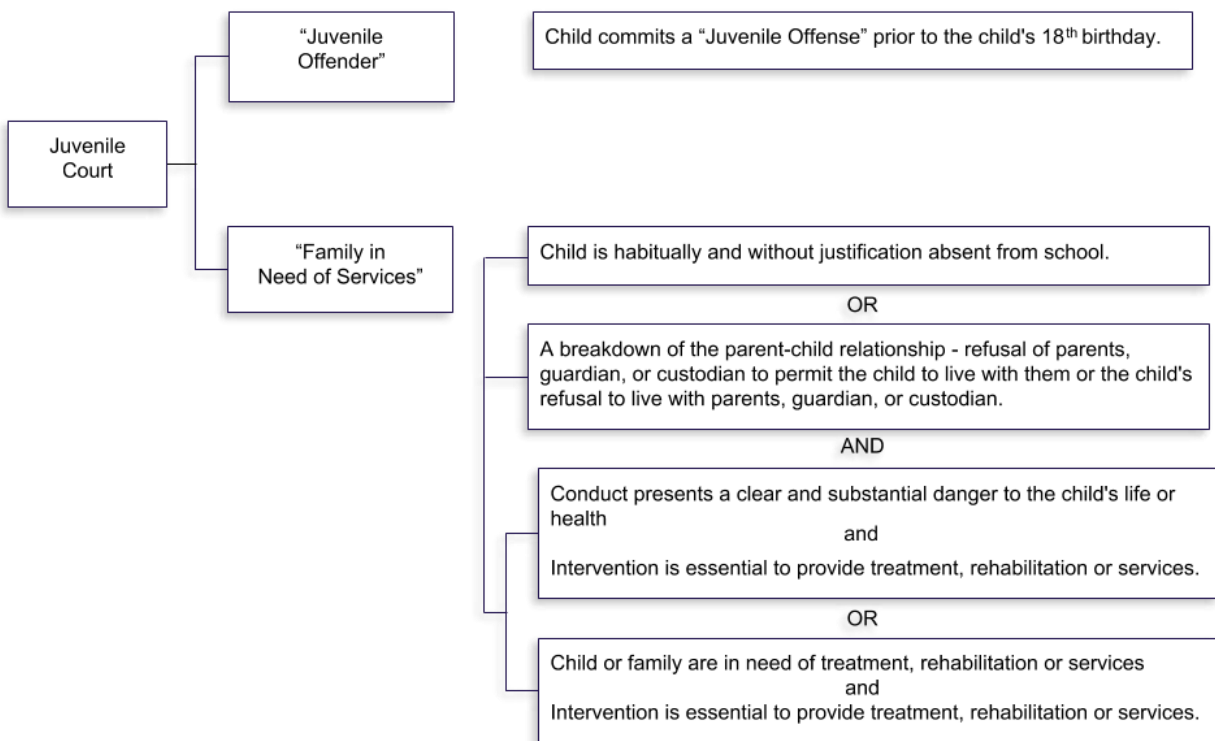 “Juvenile
Offender”
Child commits a “Juvenile Offense” prior to the child's 18th birthday.
Juvenile
Court
“Family in
Need of Services”
Child is habitually and without justification absent from school.
OR
A breakdown of the parent-child relationship - refusal of parents,
guardian, or custodian to permit the child to live with them or the child's
refusal to live with parents, guardian, or custodian.
AND
Conduct presents a clear and substantial danger to the child's life or
health
and
Intervention is essential to provide treatment, rehabilitation or services.
OR
Child or family are in need of treatment, rehabilitation or services
and
Intervention is essential to provide treatment, rehabilitation or services.